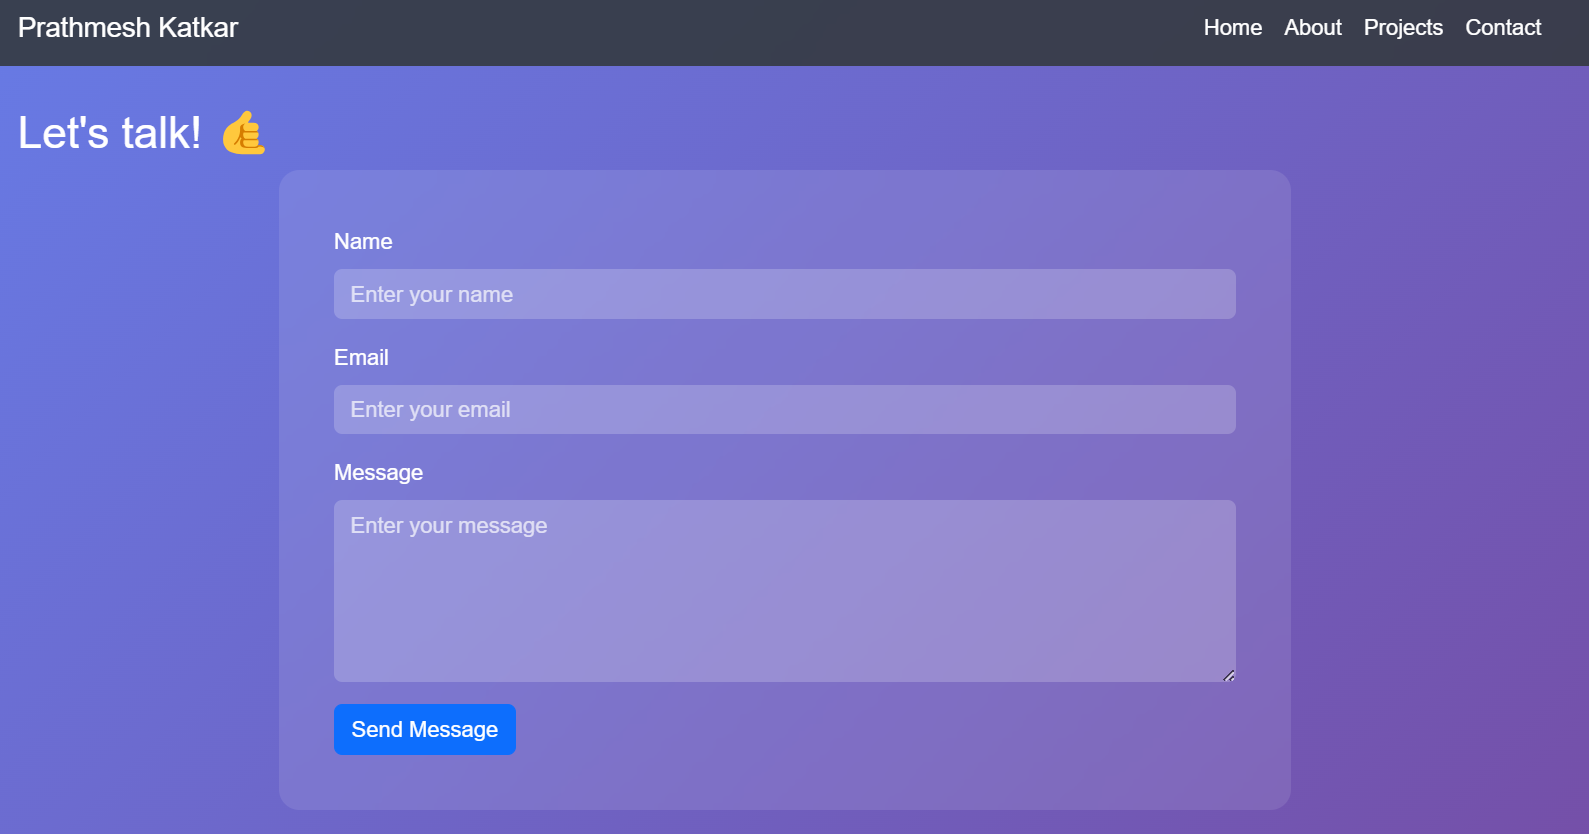 Prathmesh Katkar
Home About Projects Contact
Let's talk! 🤙
Name
Enter your name
Email
Enter your email
Message
Enter your message
Send Message